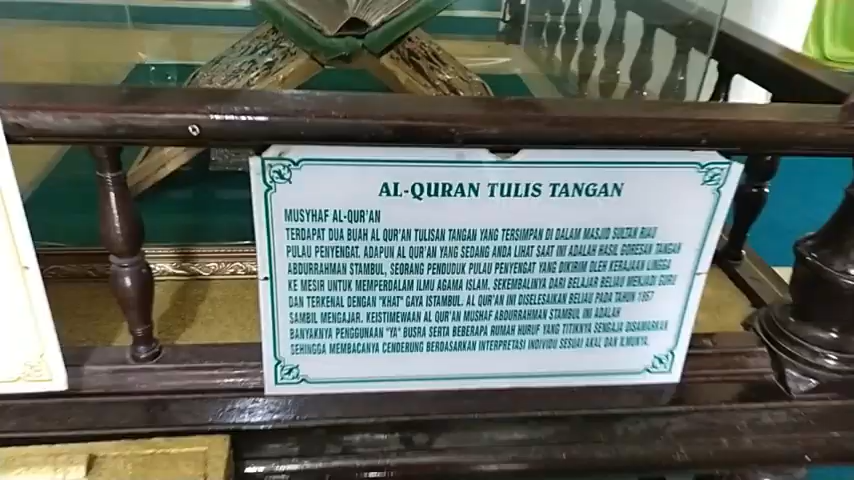 AL-QURAN TULIS TANGAN
MUSYHAF AL-QUR'AN
TERDAPAT DUA BUAH AL QUR'AN TULISAN TANGAN YANG TERSIMPAN DI DALAM MASJID SULTAN RIAU
PULAU PENYENGAT. ADAPUN AL QUR'AN YANG SEDANG ANDA LIHAT SAAT INI ADALAH HASIL GORESAN TANGAN
ABDURRAHMAN STAMBUL, SEORANG PENDUDUK PULAU PENYENGAT YANG DIKIRIM OLEH KERAJAAN LINGGA
KE MESIR UNTUK MEMPERDALAM ILMU AGAMA ISLAM. SEKEMBALINYA DARI BELAJAR BELIAU MENJADI GURU
DAN TERKENAL DENGAN "KHAT" GAYA ISTAMBUL. AL QUR'AN INI DISELESAIKAN BELIAU PADA TAHUN 1867
SAMBIL MENGAJAR. KEISTIMEWAAN AL QUR'AN MUSHAF ABDURRAHMAN STAMBUL INI ADALAH
BANYAKNYA PENGGUNAAN "YA" BUSRA SERTA BEBERAPA RUMAH HURUF YANG TITIKNYA SENGAJA DISAMARKAN
SEHINGGA MEMBACANYA CENDERUNG BERDASARKAN INTERPRETASI INDIVIDU SESUAI AKAL DAN ILMUNYA.